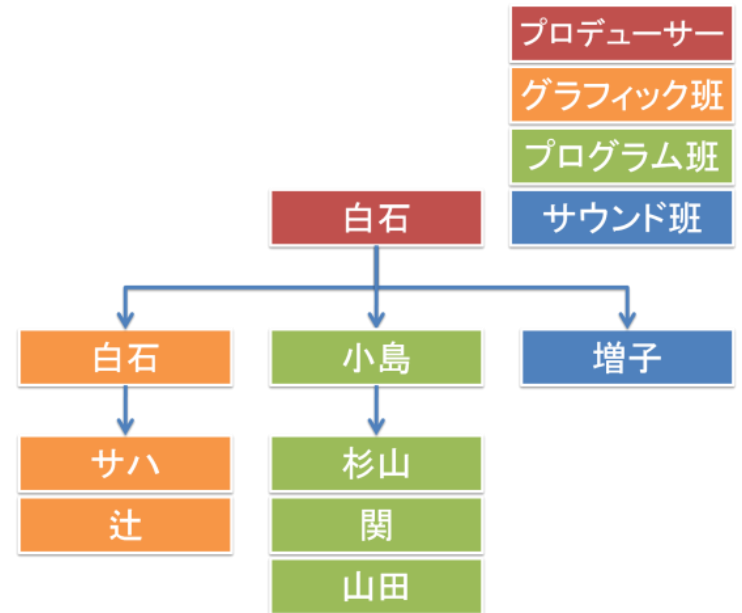 プロデューサー
グラフィック班
プログラム班
サウンド班
白石
白石
小島
増子
サハ
杉山
辻
関
山田